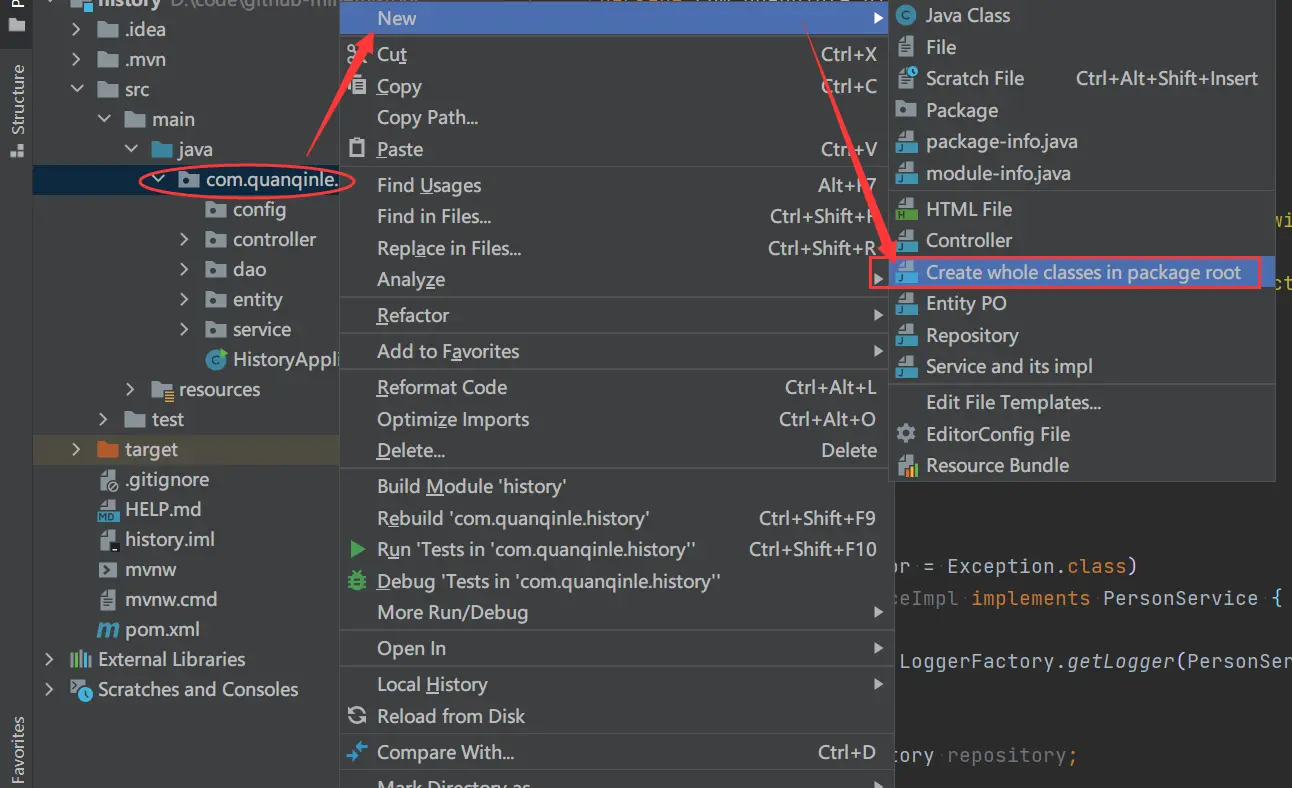 history D:\code\github-mi
.idea
.mvn
src
main
java
com.quanqinle.
config
controller
dao
entity
service
HistoryAppli
resources
test
target
.gitignore
HELP.md
history.iml
mvnw
mvnw.cmd
pom.xml
External Libraries
Scratches and Consoles
Structure
Favorites
New
Cut Ctrl+X
Copy Ctrl+C
Copy Path...
Paste Ctrl+V
Find Usages Alt+F7
Find in Files... Ctrl+Shift+F
Replace in Files... Ctrl+Shift+R
Analyze
Refactor
Add to Favorites
Reformat Code Ctrl+Alt+L
Optimize Imports Ctrl+Alt+O
Delete... Delete
Build Module 'history'
Rebuild 'com.quanqinle.history' Ctrl+Shift+F9
Run 'Tests in 'com.quanqinle.history'' Ctrl+Shift+F10
Debug 'Tests in 'com.quanqinle.history''
More Run/Debug
Open In
Local History
Reload from Disk
Compare With... Ctrl+D
Mark Directory as
Java Class
File
Scratch File Ctrl+Alt+Shift+Insert
Package
package-info.java
module-info.java
HTML File
Controller
Create whole classes in package root
Entity PO
Repository
Service and its impl
Edit File Templates...
EditorConfig File
Resource Bundle
wi
ct
or = Exception.class)
ceImpl implements PersonService {
LoggerFactory.getLogger(PersonSer
tory repository;